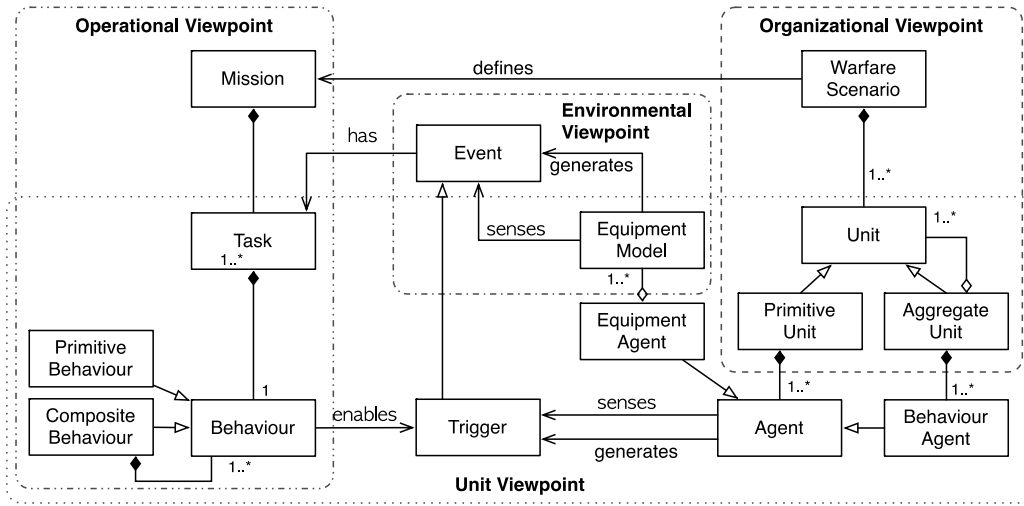 Operational Viewpoint
Organizational Viewpoint
Mission
defines
Warfare
Scenario
Environmental
Viewpoint
has
Event
generates
1..*
Task
1..*
senses
Equipment
Model
1..*
Unit
1..*
Equipment
Agent
Primitive
Unit
Aggregate
Unit
Primitive
Behaviour
1
Composite
Behaviour
Behaviour
1..*
enables
Trigger
senses
generates
1..*
Agent
1..*
Behaviour
Agent
Unit Viewpoint